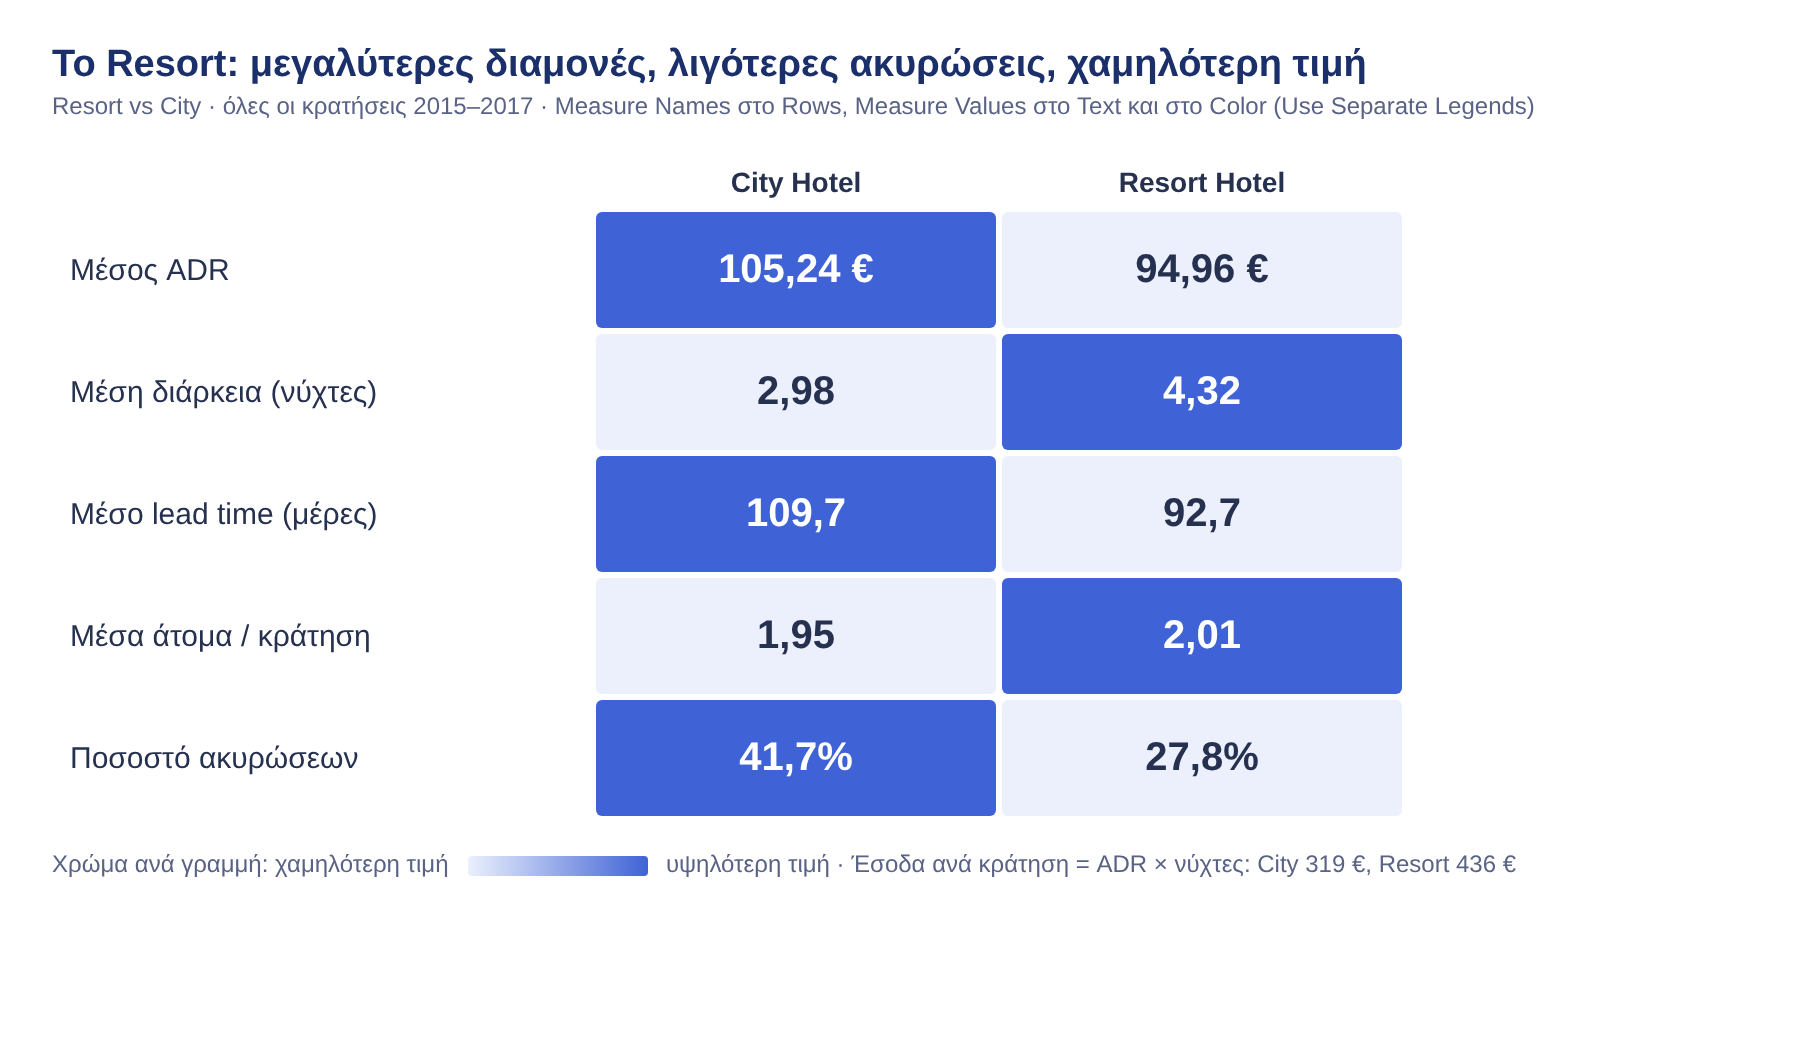 Το Resort: μεγαλύτερες διαμονές, λιγότερες ακυρώσεις, χαμηλότερη τιμή
Resort vs City · όλες οι κρατήσεις 2015–2017 · Measure Names στο Rows, Measure Values στο Text και στο Color (Use Separate Legends)
City Hotel Resort Hotel
Μέσος ADR 105,24 € 94,96 €
Μέση διάρκεια (νύχτες) 2,98 4,32
Μέσο lead time (μέρες) 109,7 92,7
Μέσα άτομα / κράτηση 1,95 2,01
Ποσοστό ακυρώσεων 41,7% 27,8%
Χρώμα ανά γραμμή: χαμηλότερη τιμή υψηλότερη τιμή · Έσοδα ανά κράτηση = ADR × νύχτες: City 319 €, Resort 436 €